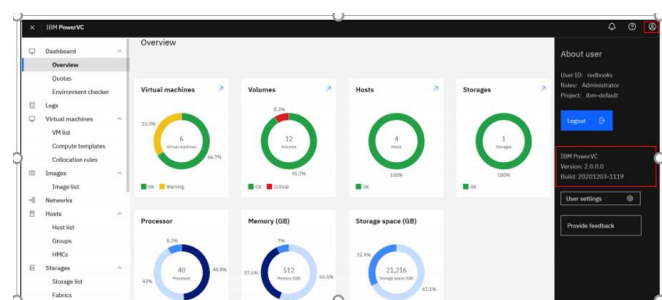 IBM PowerVC
Dashboard
Overview
Quotas
Environment checker
Logs
Virtual machines
VM list
Compute templates
Collocation rules
Images
Image list
Networks
Hosts
Host list
Groups
HMCs
Storages
Storage list
Fabrics
Overview
Virtual machines
33.3%
6
Virtual machines
66.7%
OK Warning
Volumes
8.3%
12
Volumes
91.7%
OK Critical
Hosts
4
Hosts
100%
OK
Storages
1
Storages
100%
OK
Processor
8.3%
40
Processor
40.8%
Memory (GB)
7%
512
Memory (GB)
37.5%
55.5%
Storage space (GB)
32.9%
21,216
Storage space (GB)
67.1%
About user
User ID: redbooks
Roles: Administrator
Project: ibm-default
Logout
IBM PowerVC
Version: 2.0.0.0
Build: 20201203-1119
User settings
Provide feedback